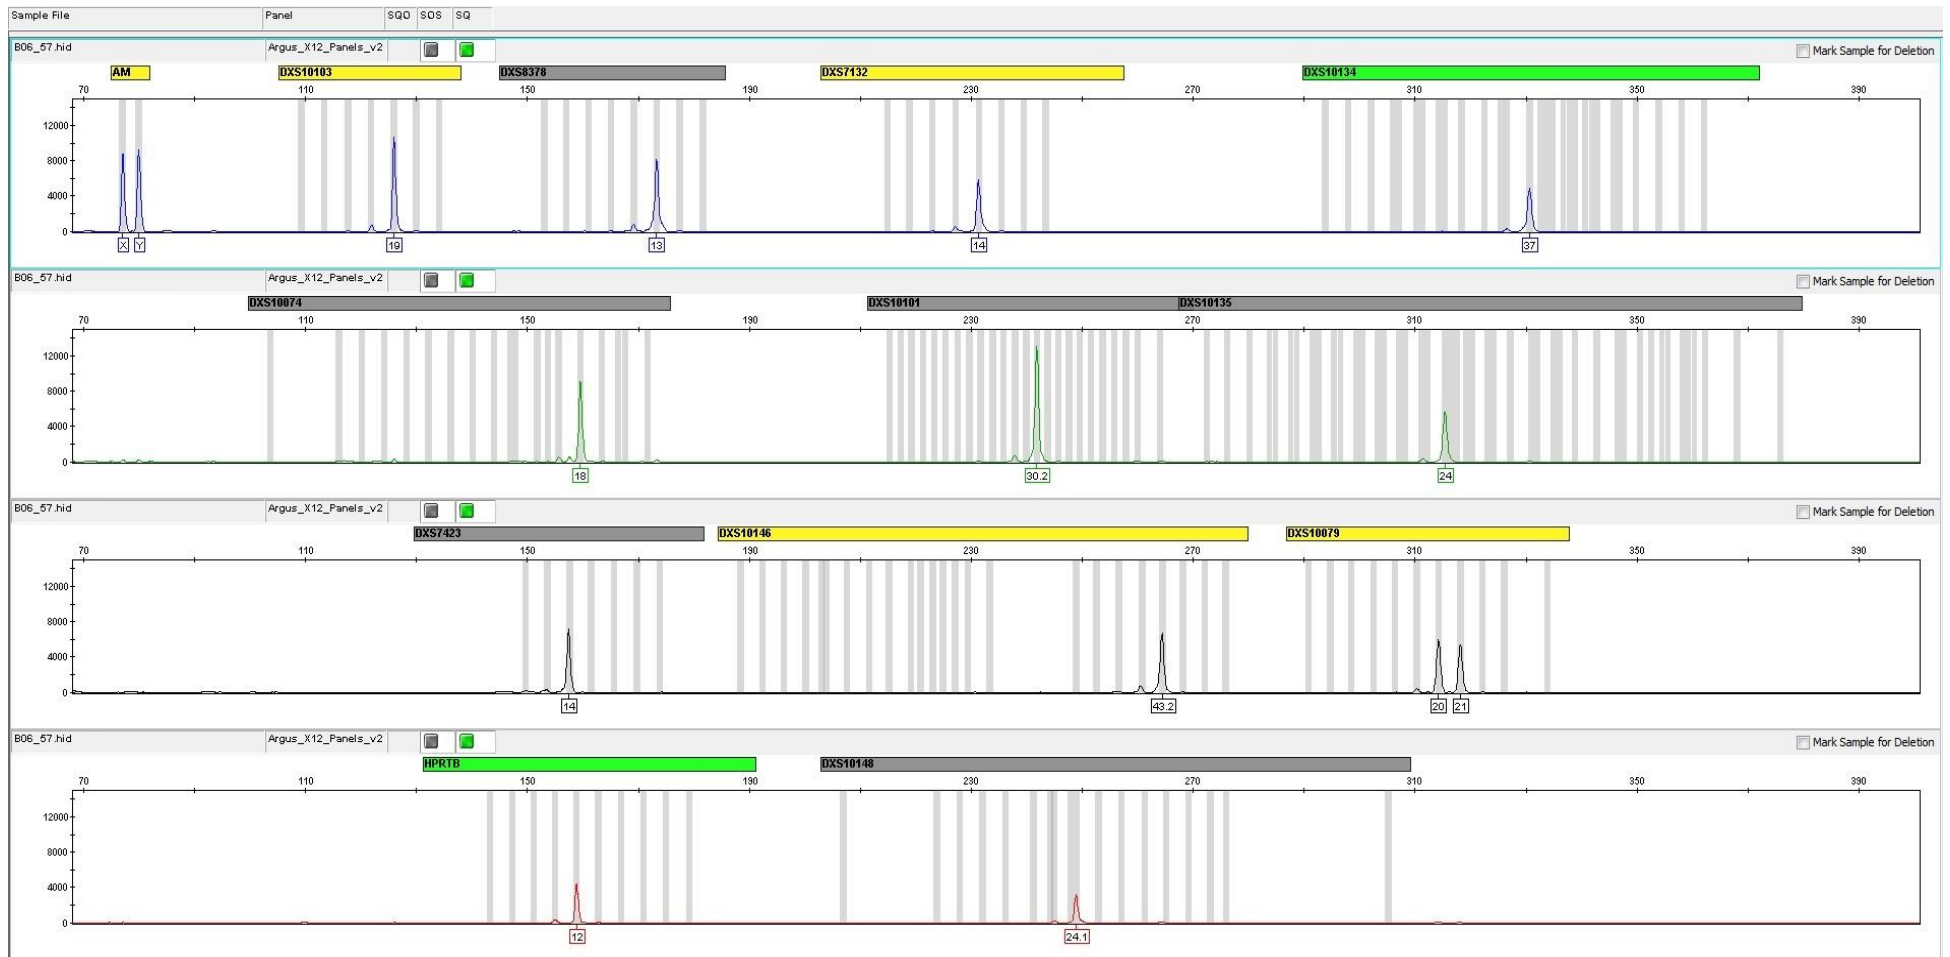 Sample File Panel SQO SOS SQ
B06_57.hid Argus_X12_Panels_v2 Mark Sample for Deletion
AM DXS10103 DXS8378 DXS7132 DXS10134
70 110 150 190 230 270 310 350 390
12000
8000
4000
0
X Y 19 13 14 37
B06_57.hid Argus_X12_Panels_v2 Mark Sample for Deletion
DXS10074 DXS10101 DXS10135
70 110 150 190 230 270 310 350 390
12000
8000
4000
0
18 30.2 24
B06_57.hid Argus_X12_Panels_v2 Mark Sample for Deletion
DXS7423 DXS10146 DXS10079
70 110 150 190 230 270 310 350 390
12000
8000
4000
0
14 43.2 20 21
B06_57.hid Argus_X12_Panels_v2 Mark Sample for Deletion
HPRTB DXS10148
70 110 150 190 230 270 310 350 390
12000
8000
4000
0
12 24.1